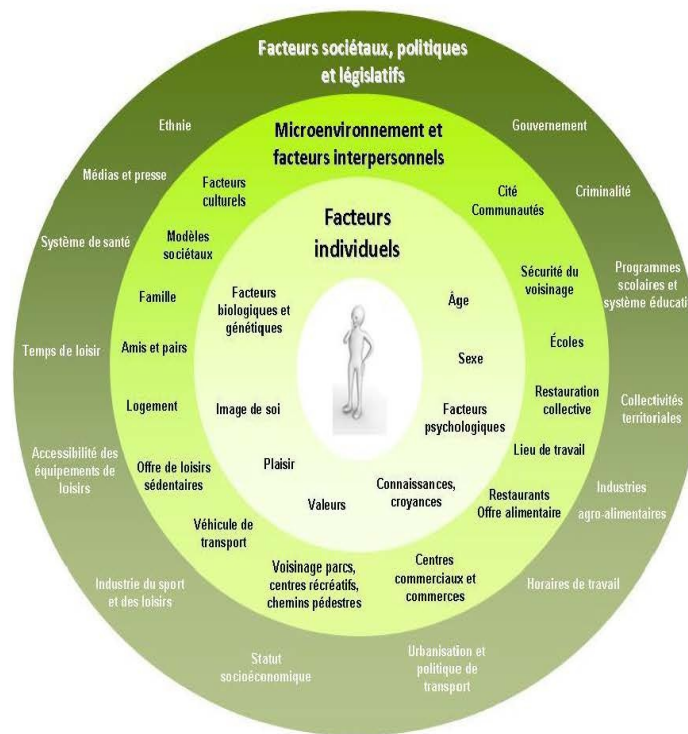 Facteurs sociétaux, politiques
et législatifs
Ethnie
Gouvernement
Médias et presse
Criminalité
Système de santé
Programmes
scolaires et
système éducati
Temps de loisir
Collectivités
territoriales
Accessibilité des
équipements de
loisirs
Industries
agro-alimentaires
Industrie du sport
et des loisirs
Horaires de travail
Statut
socioéconomique
Urbanisation et
politique de
transport
Microenvironnement et
facteurs interpersonnels
Facteurs
culturels
Cité
Communautés
Modèles
sociétaux
Sécurité du
voisinage
Famille
Écoles
Amis et pairs
Restauration
collective
Logement
Lieu de travail
Offre de loisirs
sédentaires
Restaurants
Offre alimentaire
Véhicule de
transport
Voisinage parcs,
centres récréatifs,
chemins pédestres
Centres
commerciaux et
commerces
Facteurs
individuels
Facteurs
biologiques et
génétiques
Âge
Sexe
Image de soi
Facteurs
psychologiques
Plaisir
Connaissances,
croyances
Valeurs